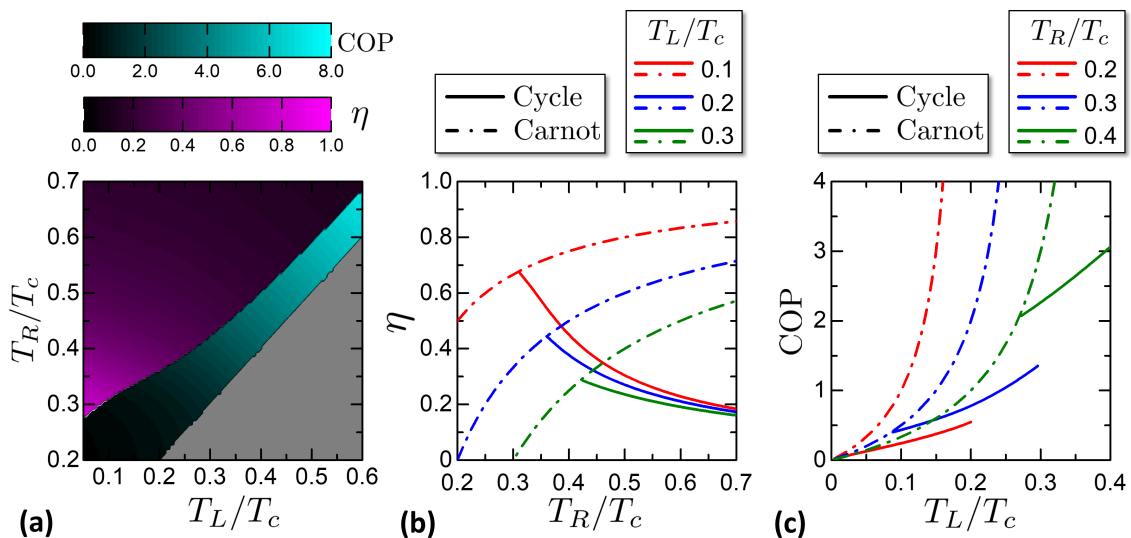 COP
0.0 2.0 4.0 6.0 8.0
η
0.0 0.2 0.4 0.6 0.8 1.0
0.7
0.6
0.5
0.4
0.3
0.2
T_R/T_c
0.1 0.2 0.3 0.4 0.5 0.6
T_L/T_c
(a)
Cycle
Carnot
T_L/T_c
0.1
0.2
0.3
1.0
0.8
0.6
0.4
0.2
0
η
0.2 0.3 0.4 0.5 0.6 0.7
T_R/T_c
(b)
Cycle
Carnot
T_R/T_c
0.2
0.3
0.4
4
3
2
1
0
COP
0 0.1 0.2 0.3 0.4
T_L/T_c
(c)